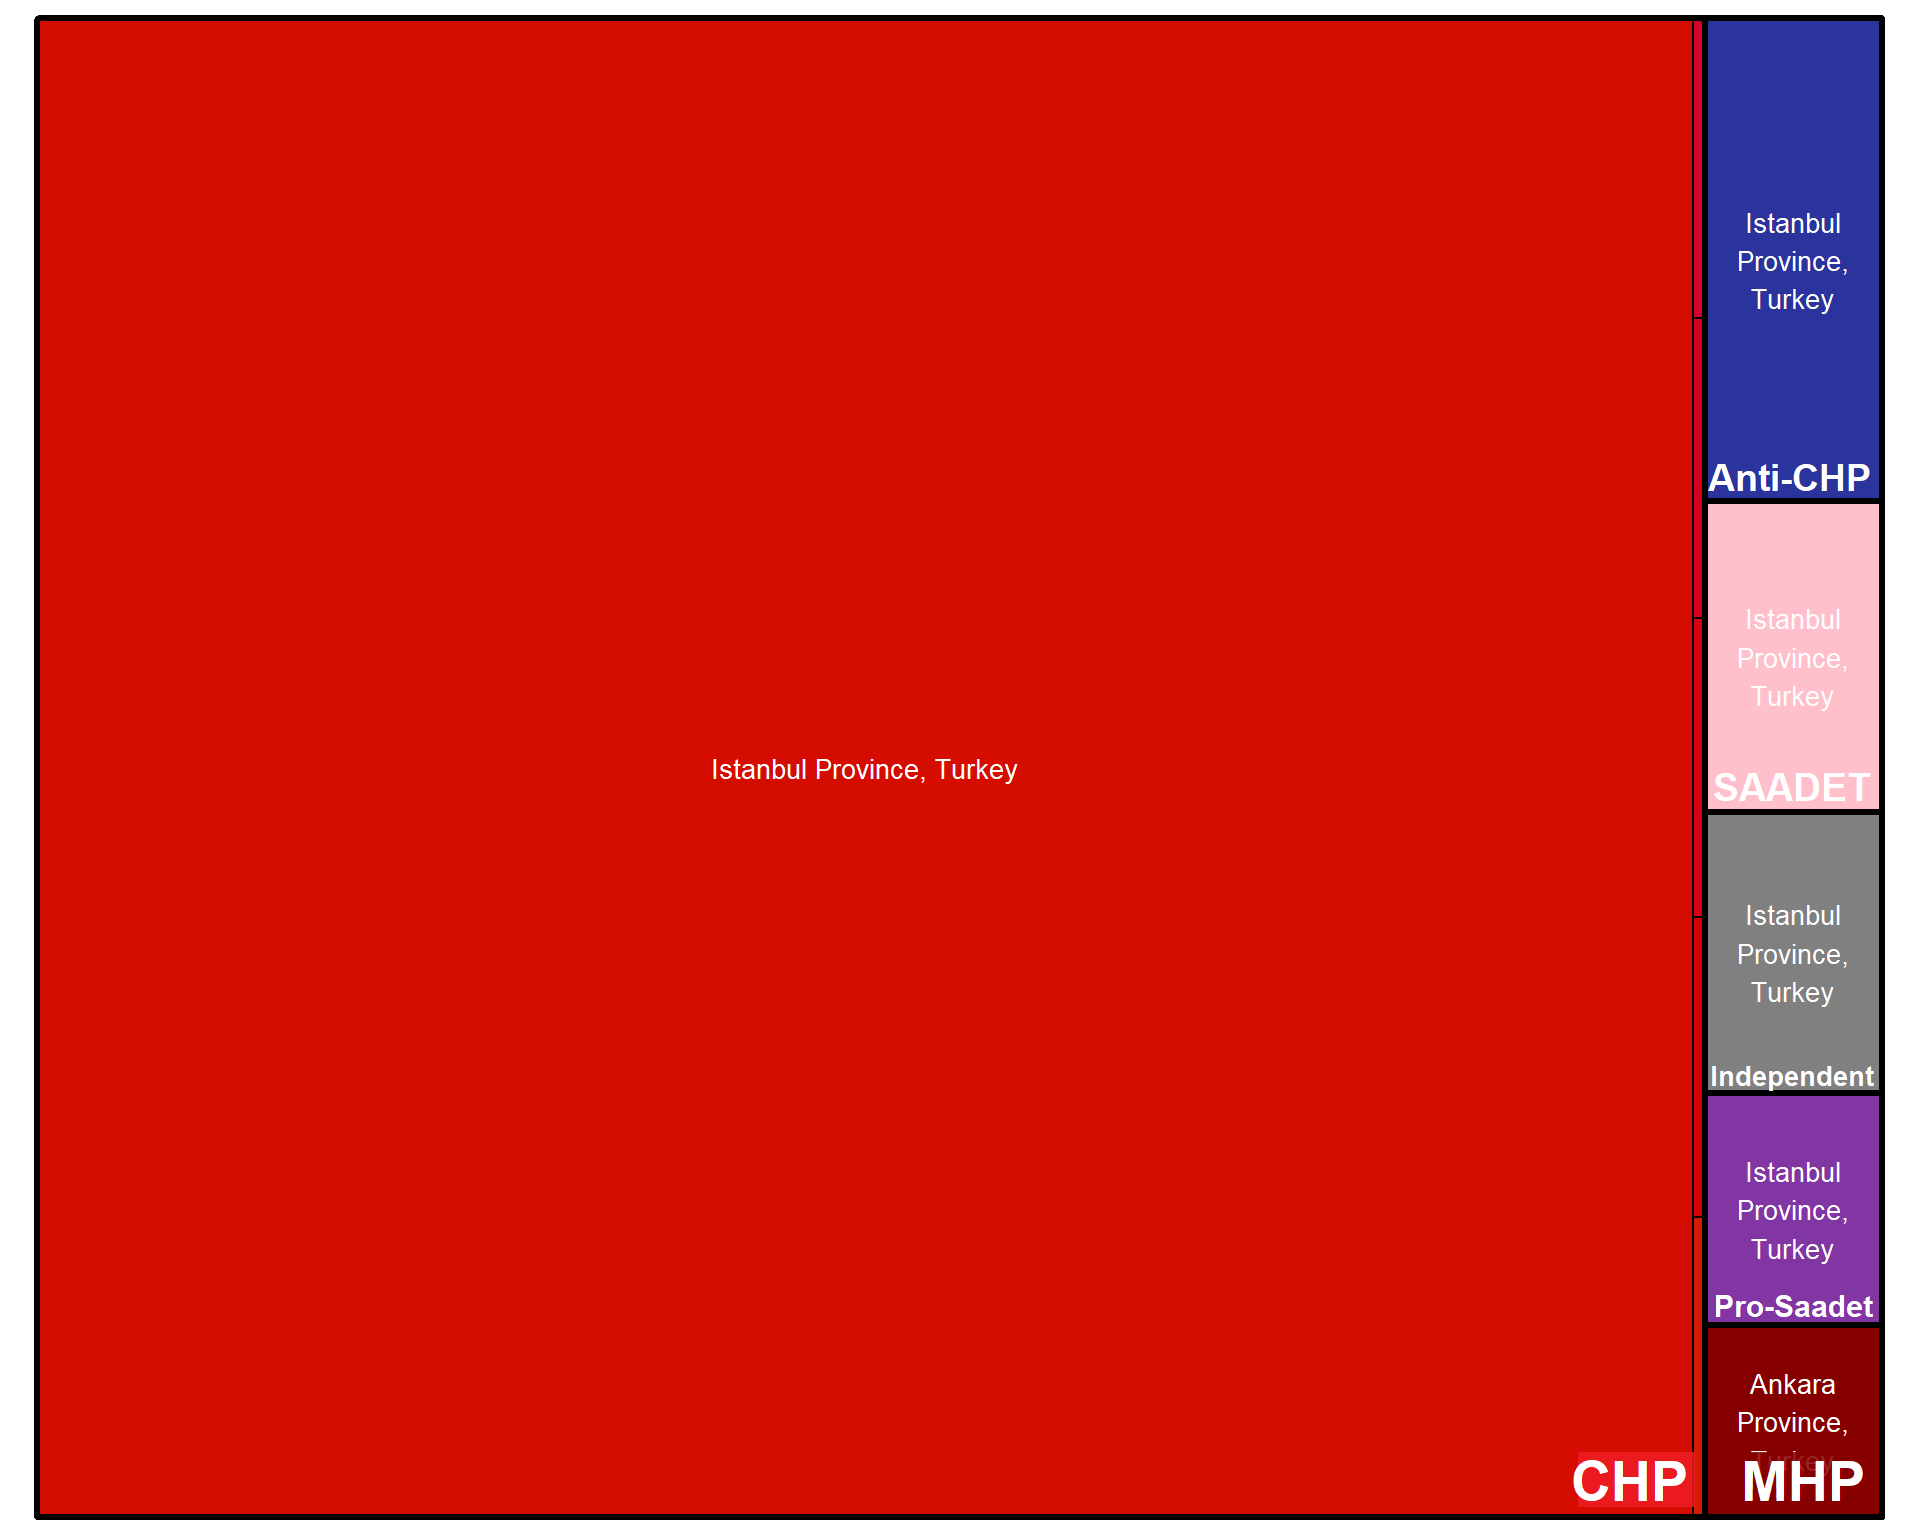 Istanbul Province, Turkey
CHP
Istanbul
Province,
Turkey
Anti-CHP
Istanbul
Province,
Turkey
SAADET
Istanbul
Province,
Turkey
Independent
Istanbul
Province,
Turkey
Pro-Saadet
Ankara
Province,
Turkey
MHP